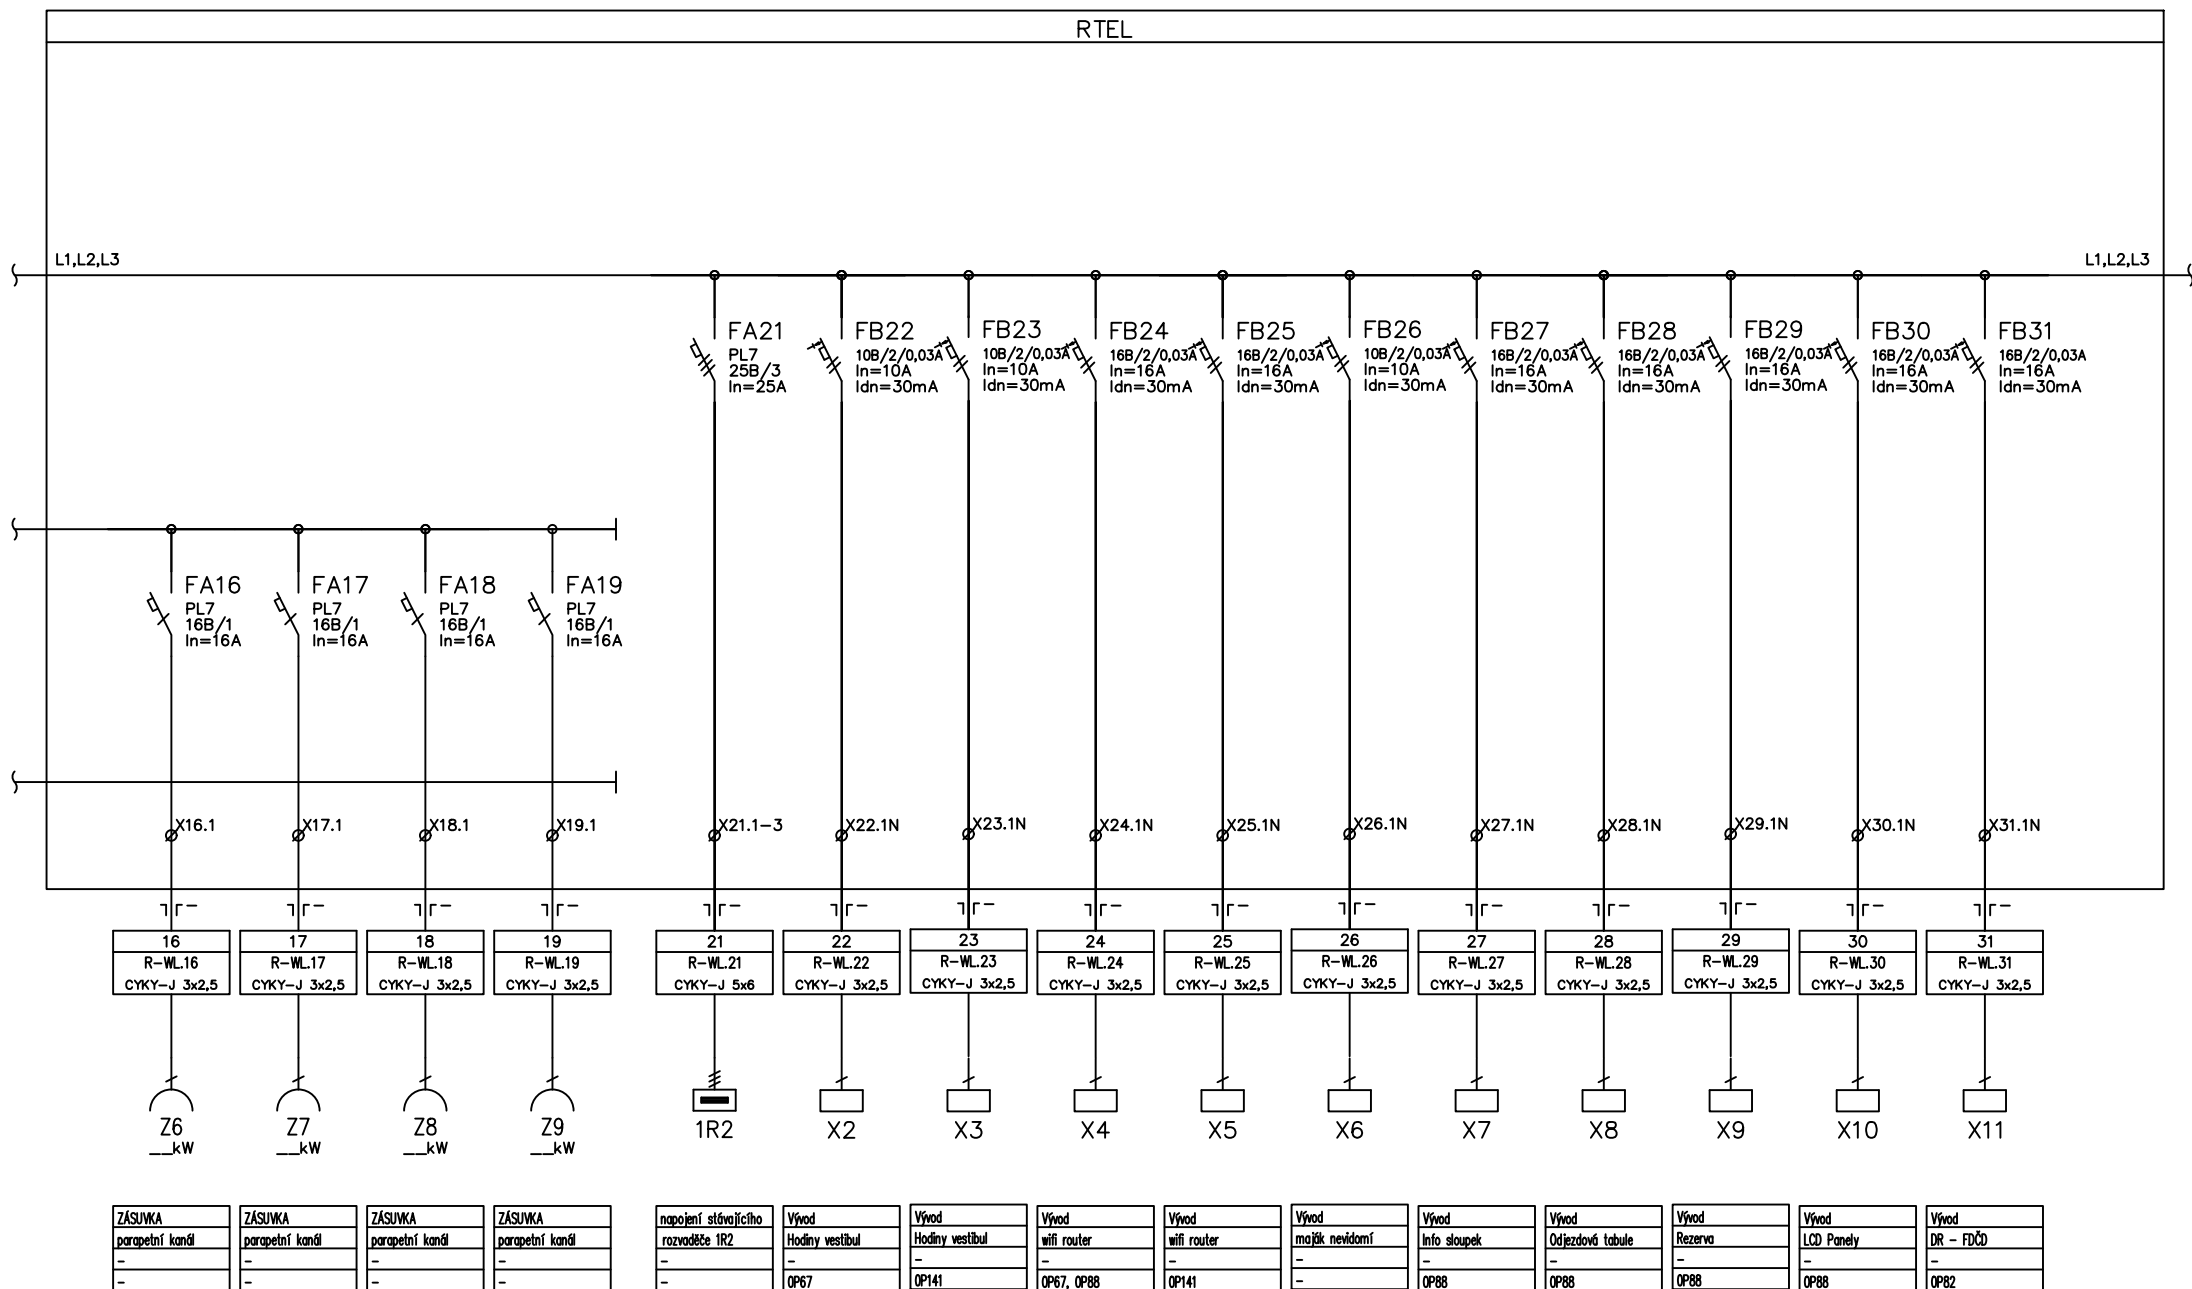 RTEL
L1,L2,L3
L1,L2,L3
FA21
PL7
25B/3
In=25A
FB22
10B/2/0,03A
In=10A
Idn=30mA
FB23
10B/2/0,03A
In=10A
Idn=30mA
FB24
16B/2/0,03A
In=16A
Idn=30mA
FB25
16B/2/0,03A
In=16A
Idn=30mA
FB26
10B/2/0,03A
In=10A
Idn=30mA
FB27
16B/2/0,03A
In=16A
Idn=30mA
FB28
16B/2/0,03A
In=16A
Idn=30mA
FB29
16B/2/0,03A
In=16A
Idn=30mA
FB30
16B/2/0,03A
In=16A
Idn=30mA
FB31
16B/2/0,03A
In=16A
Idn=30mA
FA16
PL7
16B/1
In=16A
FA17
PL7
16B/1
In=16A
FA18
PL7
16B/1
In=16A
FA19
PL7
16B/1
In=16A
X16.1
X17.1
X18.1
X19.1
X21.1-3
X22.1N
X23.1N
X24.1N
X25.1N
X26.1N
X27.1N
X28.1N
X29.1N
X30.1N
X31.1N
16
R-WL.16
CYKY-J 3x2,5
17
R-WL.17
CYKY-J 3x2,5
18
R-WL.18
CYKY-J 3x2,5
19
R-WL.19
CYKY-J 3x2,5
21
R-WL.21
CYKY-J 5x6
22
R-WL.22
CYKY-J 3x2,5
23
R-WL.23
CYKY-J 3x2,5
24
R-WL.24
CYKY-J 3x2,5
25
R-WL.25
CYKY-J 3x2,5
26
R-WL.26
CYKY-J 3x2,5
27
R-WL.27
CYKY-J 3x2,5
28
R-WL.28
CYKY-J 3x2,5
29
R-WL.29
CYKY-J 3x2,5
30
R-WL.30
CYKY-J 3x2,5
31
R-WL.31
CYKY-J 3x2,5
Z6
__kW
Z7
__kW
Z8
__kW
Z9
__kW
1R2
X2
X3
X4
X5
X6
X7
X8
X9
X10
X11
ZÁSUVKA
parapetní kanál
-
-
ZÁSUVKA
parapetní kanál
-
-
ZÁSUVKA
parapetní kanál
-
-
ZÁSUVKA
parapetní kanál
-
-
napojení stávajícího
rozvaděče 1R2
-
-
Vývod
Hodiny vestibul
-
OP67
Vývod
Hodiny vestibul
-
OP141
Vývod
wifi router
-
OP67, OP88
Vývod
wifi router
-
OP141
Vývod
maják nevidomí
-
-
Vývod
Info sloupek
-
OP88
Vývod
Odjezdová tabule
-
OP88
Vývod
Rezerva
-
OP88
Vývod
LCD Panely
-
OP88
Vývod
DR - FDČD
-
OP82